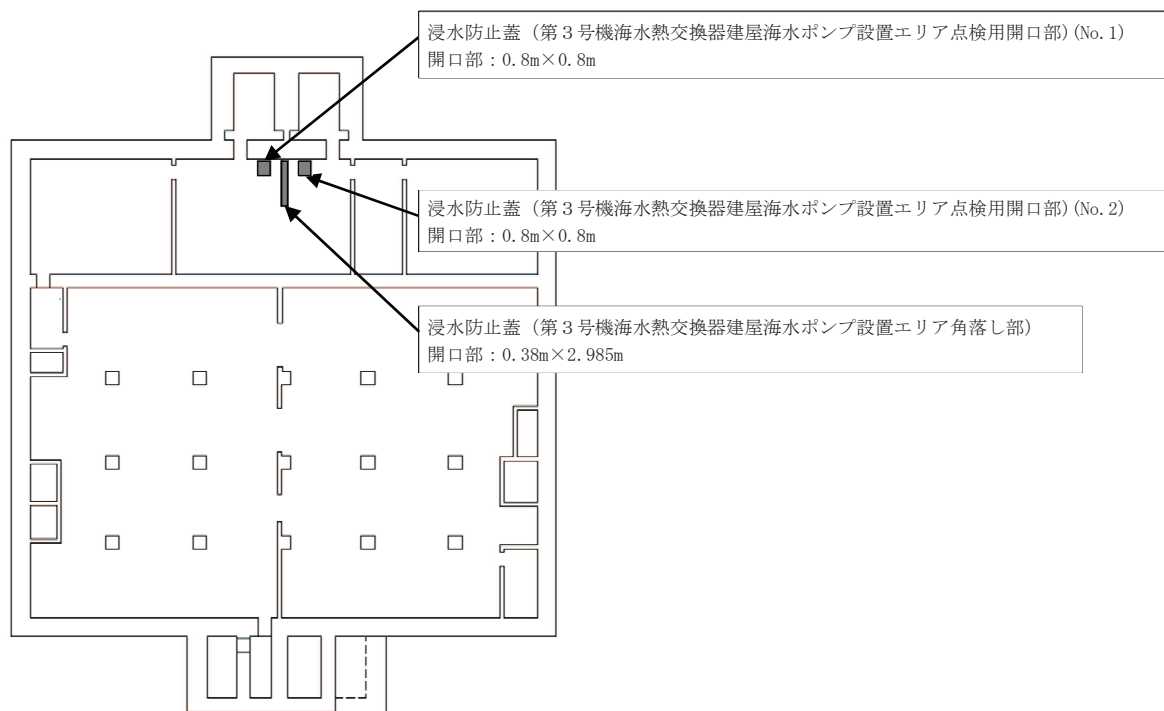 浸水防止蓋（第３号機海水熱交換器建屋海水ポンプ設置エリア点検用開口部）(No.1)
開口部：0.8m×0.8m
浸水防止蓋（第３号機海水熱交換器建屋海水ポンプ設置エリア点検用開口部）(No.2)
開口部：0.8m×0.8m
浸水防止蓋（第３号機海水熱交換器建屋海水ポンプ設置エリア角落し部）
開口部：0.38m×2.985m